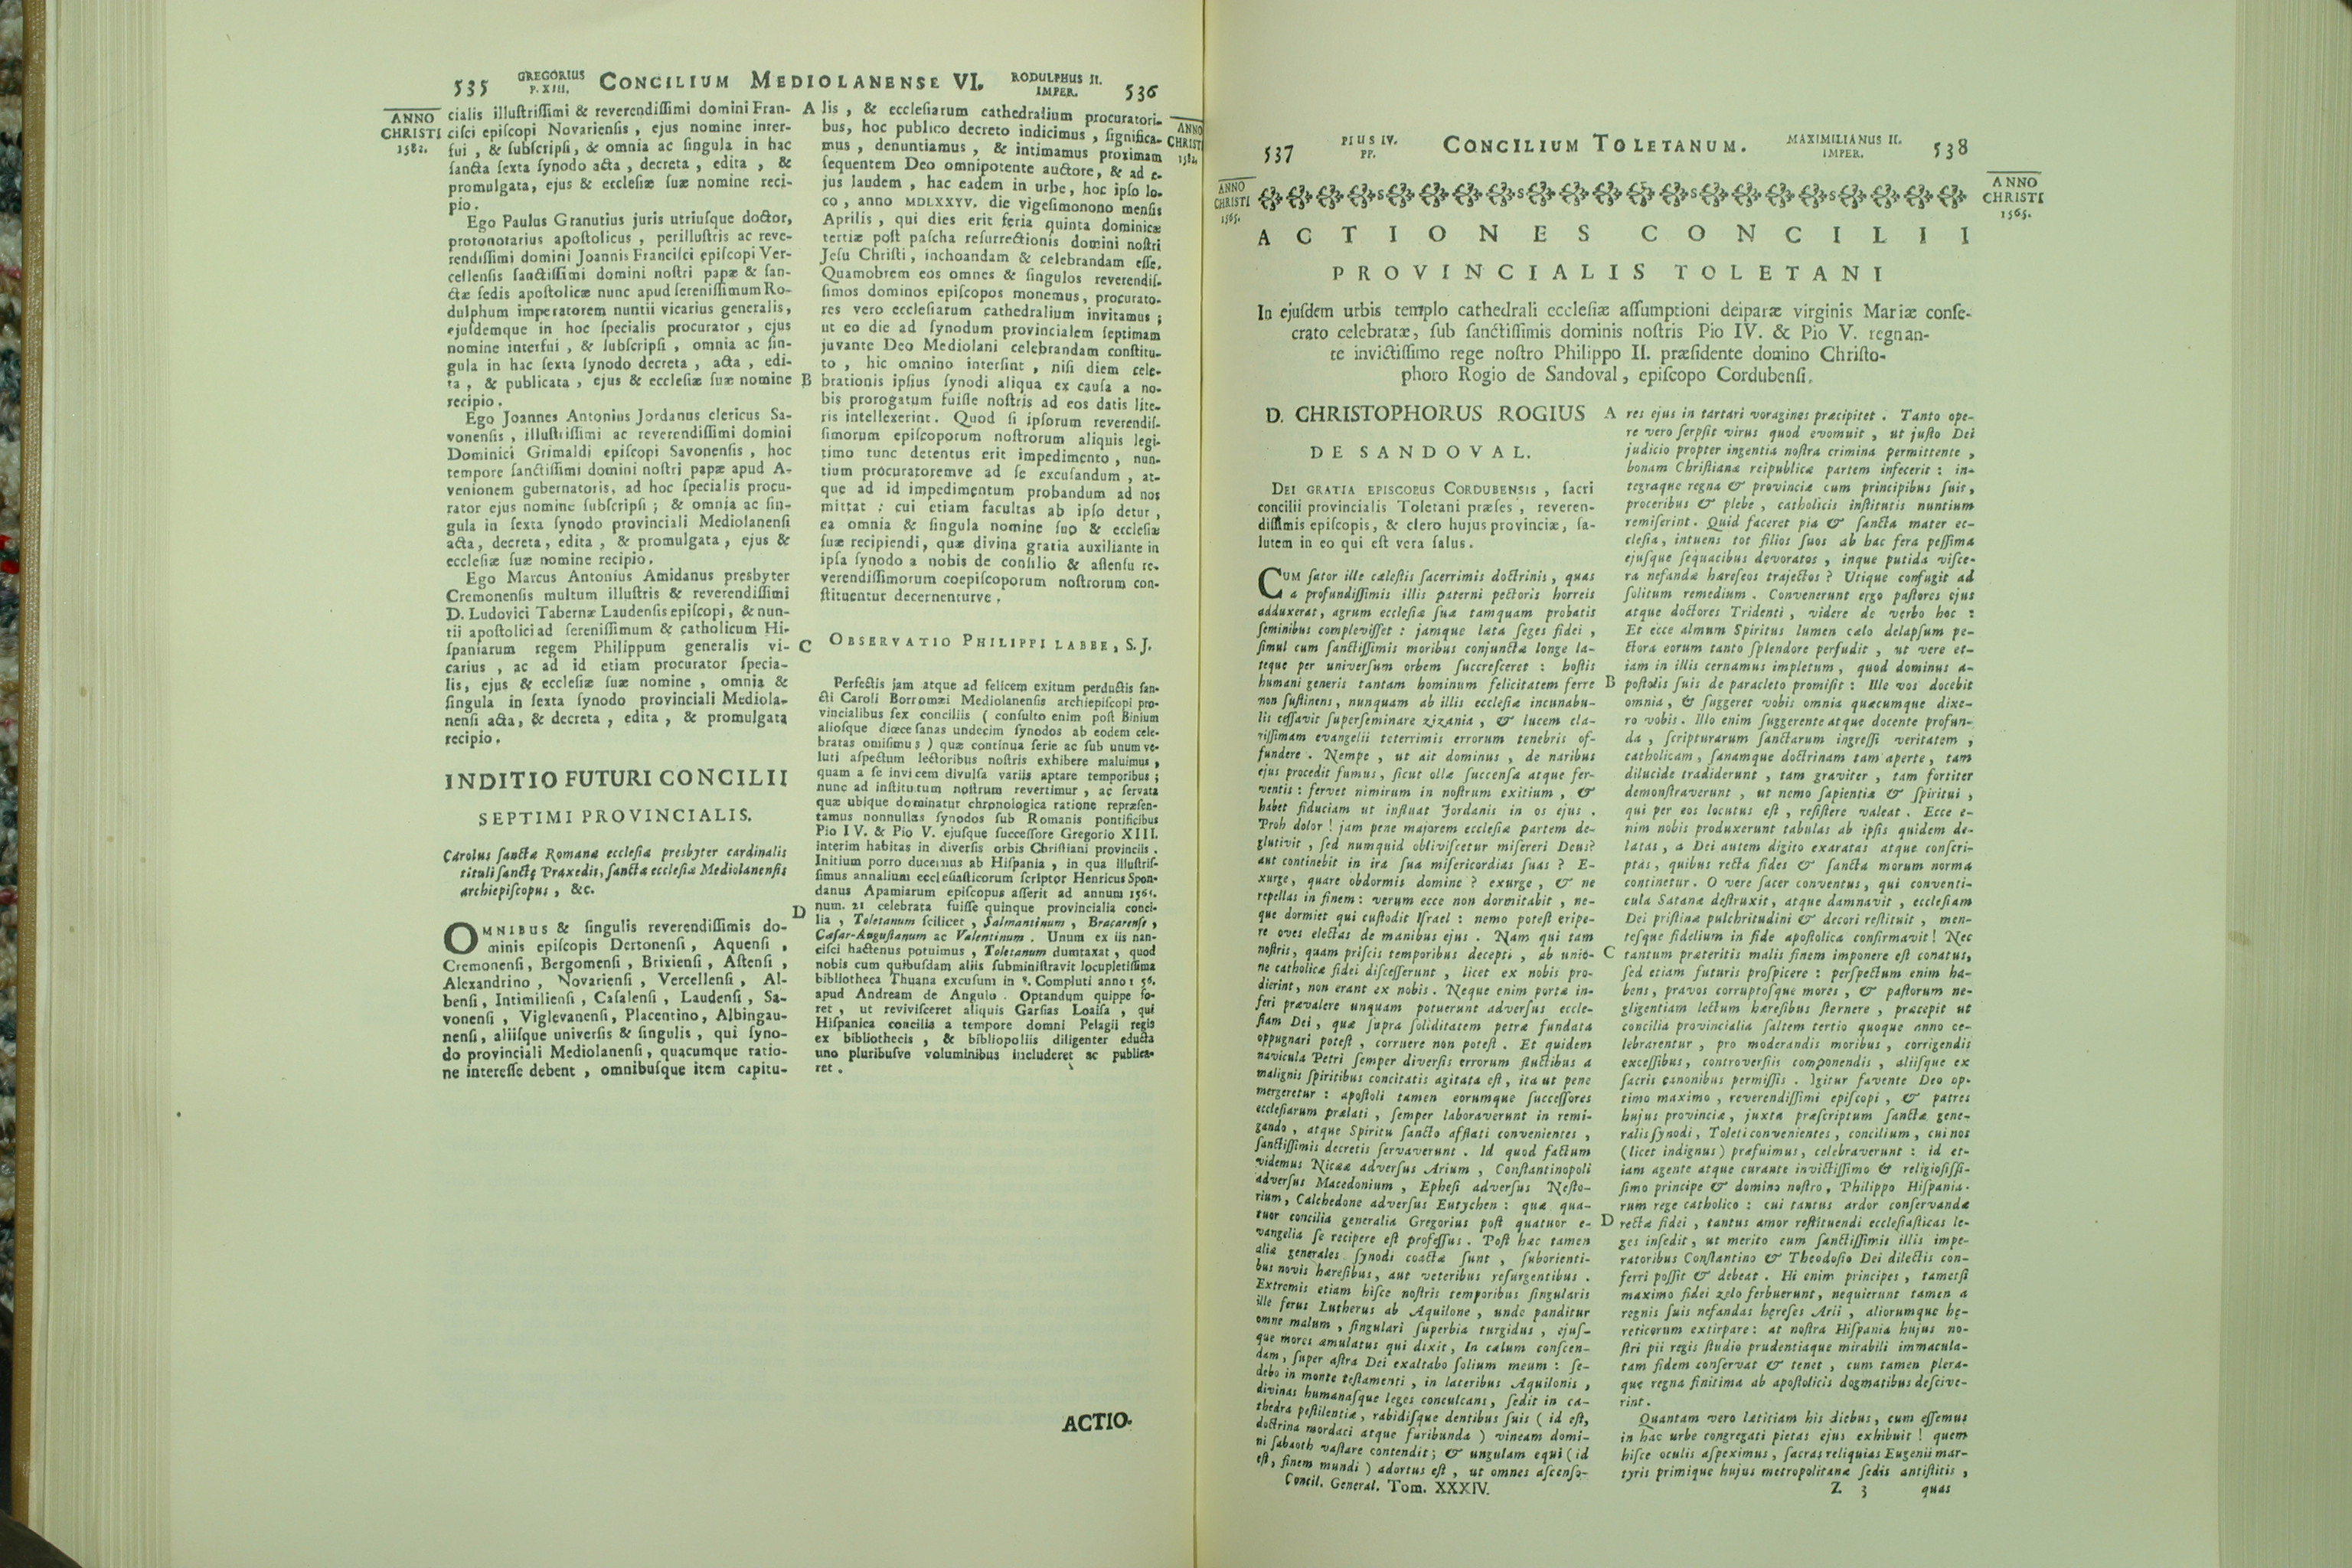 535 GREGORIUS P. XIII. CONCILIUM MEDIOLANENSE VI. RODULPHUS II. IMPER. 536
ANNO CHRISTI 1582.
cialis illuſtriſſimi & reverendiſſimi domini Fran-
ciſci epiſcopi Novarienſis, ejus nomine inter-
fui, & ſubſcripſi, & omnia ac ſingula in hac
ſancta ſexta ſynodo acta, decreta, edita, &
promulgata, ejus & eccleſiæ ſuæ nomine reci-
pio.
Ego Paulus Granutius juris utriuſque doctor,
protonotarius apoſtolicus, perilluſtris ac reve-
rendiſſimi domini Joannis Franciſci epiſcopi Ver-
cellenſis ſanctiſſimi domini noſtri papæ & ſan-
ctæ ſedis apoſtolicæ nunc apud ſereniſſimum Ro-
dulphum imperatorem nuntii vicarius generalis,
ejuſdemque in hoc ſpecialis procurator, ejus
nomine interfui, & ſubſcripſi, omnia ac ſin-
gula in hac ſexta ſynodo decreta, acta, edi-
ta, & publicata, ejus & eccleſiæ ſuæ nomine
recipio.
Ego Joannes Antonius Jordanus clericus Sa-
vonenſis, illuſtriſſimi ac reverendiſſimi domini
Dominici Grimaldi epiſcopi Savonenſis, hoc
tempore ſanctiſſimi domini noſtri papæ apud A-
venionem gubernatoris, ad hoc ſpecialis procu-
rator ejus nomine ſubſcripſi; & omnia ac ſin-
gula in ſexta ſynodo provinciali Mediolanenſi
acta, decreta, edita, & promulgata, ejus &
eccleſiæ ſuæ nomine recipio.
Ego Marcus Antonius Amidanus presbyter
Cremonenſis multum illuſtris & reverendiſſimi
D. Ludovici Tabernæ Laudenſis epiſcopi, & nun-
tii apoſtolici ad ſereniſſimum & catholicum Hi-
ſpaniarum regem Philippum generalis vi-
carius, ac ad id etiam procurator ſpecia-
lis, ejus & eccleſiæ ſuæ nomine, omnia &
ſingula in ſexta ſynodo provinciali Mediola-
nenſi acta, & decreta, edita, & promulgata
recipio.
INDITIO FUTURI CONCILII
SEPTIMI PROVINCIALIS.
Carolus ſanctæ Romanæ eccleſiæ presbyter cardinalis
tituli ſanctę Praxedis, ſanctæ eccleſiæ Mediolanenſis
archiepiſcopus, &c.
OMNIBUS & ſingulis reverendiſſimis do-
minis epiſcopis Dertonenſi, Aquenſi,
Cremonenſi, Bergomenſi, Brixienſi, Aſtenſi,
Alexandrino, Novarienſi, Vercellenſi, Al-
benſi, Intimilienſi, Caſalenſi, Laudenſi, Sa-
vonenſi, Viglevanenſi, Placentino, Albingau-
nenſi, aliiſque univerſis & ſingulis, qui ſyno-
do provinciali Mediolanenſi, quacumque ratio-
ne intereſſe debent, omnibuſque item capitu-
A
B
C
D
lis, & eccleſiarum cathedralium procuratori-
bus, hoc publico decreto indicimus, ſignifica-
mus, denuntiamus, & intimamus proximam
ſequentem Deo omnipotente auctore, & ad e-
jus laudem, hac eadem in urbe, hoc ipſo lo-
co, anno MDLXXXV. die vigeſimonono menſis
Aprilis, qui dies erit feria quinta dominicæ
tertiæ poſt paſcha reſurrectionis domini noſtri
Jeſu Chriſti, inchoandam & celebrandam eſſe.
Quamobrem eos omnes & ſingulos reverendiſ-
ſimos dominos epiſcopos monemus, procurato-
res vero eccleſiarum cathedralium invitamus;
ut eo die ad ſynodum provincialem ſeptimam
juvante Deo Mediolani celebrandam conſtitu-
to, hic omnino interſint, niſi diem cele-
brationis ipſius ſynodi aliqua ex cauſa a no-
bis prorogatum fuiſſe noſtris ad eos datis lite-
ris intellexerint. Quod ſi ipſorum reverendiſ-
ſimorum epiſcoporum noſtrorum aliquis legi-
timo tunc detentus erit impedimento, nun-
tium procuratoremve ad ſe excuſandum, at-
que ad id impedimentum probandum ad nos
mittat: cui etiam facultas ab ipſo detur,
ea omnia & ſingula nomine ſuo & eccleſiæ
ſuæ recipiendi, quæ divina gratia auxiliante in
ipſa ſynodo a nobis de conſilio & aſſenſu re-
verendiſſimorum coepiſcoporum noſtrorum con-
ſtituentur decernenturve.
OBSERVATIO PHILIPPI LABBE, S.J.
Perfectis jam atque ad felicem exitum perductis ſan-
cti Caroli Borromæi Mediolanenſis archiepiſcopi pro-
vincialibus ſex conciliis (conſulto enim poſt Binium
aliosque diœceſanas undecim ſynodos ab eodem cele-
bratas omiſimus) quæ continua ſerie ac ſub unum ve-
luti aſpectum lectoribus noſtris exhibere maluimus,
quam a ſe invicem divulſa variis aptare temporibus;
nunc ad inſtitutum noſtrum revertimur, ac ſervata
quæ ubique dominatur chronologica ratione repræſen-
tamus nonnullas ſynodos ſub Romanis pontificibus
Pio IV. & Pio V. ejuſque ſucceſſore Gregorio XIII.
interim habitas in diverſis orbis Chriſtiani provinciis.
Initium porro ducemus ab Hiſpania, in qua illuſtriſ-
ſimus annalium eccleſiaſticorum ſcriptor Henricus Spon-
danus Apamiarum epiſcopus aſſerit ad annum 1565.
num. 21 celebrata fuiſſe quinque provincialia conci-
lia, Toletanum ſcilicet, Salmantinum, Bracarenſe,
Cæſar-Auguſtanum ac Valentinum. Unum ex iis nan-
ciſci hactenus potuimus, Toletanum dumtaxat, quod
nobis cum quibuſdam aliis ſubminiſtravit locupletiſſima
bibliotheca Thuana excuſum in 8. Compluti anno
apud Andream de Angulo. Optandum quippe fo-
ret, ut reviviſceret aliquis Garſias Loaiſa, qui
Hiſpanica concilia a tempore domni Pelagii regis
ex bibliothecis, & bibliopoliis diligenter educta
uno pluribuſve voluminibus includeret ac publica-
ret.
ANNO CHRISTI 1582.
ACTIO-
537 PIUS IV. PP. CONCILIUM TOLETANUM. MAXIMILIANUS II. IMPER. 538
ANNO CHRISTI 1565.
ANNO CHRISTI 1565.
ACTIONES CONCILII
PROVINCIALIS TOLETANI
In ejuſdem urbis templo cathedrali eccleſiæ aſſumptioni deiparæ virginis Mariæ conſe-
crato celebratæ, ſub ſanctiſſimis dominis noſtris Pio IV. & Pio V. regnan-
te invictiſſimo rege noſtro Philippo II. præſidente domino Chriſto-
phoro Rogio de Sandoval, epiſcopo Cordubenſi.
D. CHRISTOPHORUS ROGIUS
DE SANDOVAL.
DEI GRATIA EPISCOPUS CORDUBENSIS, ſacri
concilii provincialis Toletani præſes, reveren-
diſſimis epiſcopis, & clero hujus provinciæ, ſa-
lutem in eo qui eſt vera ſalus.
CUM ſator ille cæleſtis ſacerrimis doctrinis, quas
a profundiſſimis illis paterni pectoris horreis
adduxerat, agrum eccleſiæ ſuæ tamquam probatis
ſeminibus compleviſſet: jamque læta ſeges fidei,
ſimul cum ſanctiſſimis moribus conjuncta longe la-
teque per univerſum orbem ſuccreſceret: hoſtis
humani generis tantam hominum felicitatem ferre
non ſuſtinens, nunquam ab illis eccleſiæ incunabu-
lis ceſſavit ſuperſeminare zizania, & lucem cla-
riſſimam evangelii teterrimis errorum tenebris of-
fundere. Nempe, ut ait dominus, de naribus
ejus procedit fumus, ſicut ollæ ſuccenſæ atque fer-
ventis: fervet nimirum in noſtrum exitium, &
habet fiduciam ut influat Jordanis in os ejus.
Proh dolor! jam pene majorem eccleſiæ partem de-
glutivit, ſed numquid obliviſcetur miſereri Deus?
aut continebit in ira ſua miſericordias ſuas? E-
xurge, quare obdormis domine? exurge, & ne
repellas in finem: verum ecce non dormitabit, ne-
que dormiet qui cuſtodit Iſrael: nemo poteſt eripe-
re oves electas de manibus ejus. Nam qui tam
noſtris, quam priſcis temporibus decepti, ab unio-
ne catholicæ fidei diſceſſerunt, licet ex nobis pro-
dierint, non erant ex nobis. Neque enim portæ in-
feri prævalere unquam potuerunt adverſus eccle-
ſiam Dei, quæ ſupra ſoliditatem petræ fundata
oppugnari poteſt, corruere non poteſt. Et quidem
navicula Petri ſemper diverſis errorum fluctibus a
malignis ſpiritibus concitatis agitata eſt, ita ut pene
mergeretur: apoſtoli tamen eorumque ſucceſſores
eccleſiarum prælati, ſemper laboraverunt in remi-
gando, atque Spiritu ſancto afflati convenientes,
ſanctiſſimis decretis ſervaverunt. Id quod factum
videmus Nicææ adverſus Arium, Conſtantinopoli
adverſus Macedonium, Epheſi adverſus Neſto-
rium, Calchedone adverſus Eutychen: quæ qua-
tuor concilia generalia Gregorius poſt quatuor e-
vangelia ſe recipere eſt profeſſus. Poſt hæc tamen
aliæ generales ſynodi coactæ ſunt, ſuborienti-
bus novis hæreſibus, aut veteribus reſurgentibus.
Extremis etiam hiſce noſtris temporibus ſingularis
ille ferus Lutherus ab Aquilone, unde panditur
omne malum, ſingulari ſuperbia turgidus, ejuſ-
que mores æmulatus qui dixit, In cælum conſcen-
dam, ſuper aſtra Dei exaltabo ſolium meum: ſe-
debo in monte teſtamenti, in lateribus Aquilonis,
divinas humanaſque leges conculcans, ſedit in ca-
thedra peſtilentiæ, rabidiſque dentibus ſuis (id eſt,
doctrina mordaci atque furibunda) vineam domi-
ni ſabaoth vaſtare contendit; & ungulam equi (id
eſt, finem mundi) adortus eſt, ut omnes aſcenſo-
A
B
C
D
res ejus in tartari voragines præcipitet. Tanto ope-
re vero ſerpſit virus quod evomuit, ut juſto Dei
judicio propter ingentia noſtra crimina permittente,
bonam Chriſtianæ reipublicæ partem infecerit: in-
tegraque regna & provinciæ cum principibus ſuis,
proceribus & plebe, catholicis inſtitutis nuntium
remiſerint. Quid faceret pia & ſancta mater ec-
cleſia, intuens tot filios ſuos ab hac fera peſſima
ejuſque ſequacibus devoratos, inque putida viſce-
ra nefandæ hæreſeos trajectos? Utique confugit ad
ſolitum remedium. Convenerunt ergo paſtores ejus
atque doctores Tridenti, videre de verbo hoc:
Et ecce almum Spiritus lumen cælo delapſum pe-
ctora eorum tanto ſplendore perfudit, ut vere et-
iam in illis cernamus impletum, quod dominus a-
poſtolis ſuis de paracleto promiſit: Ille vos docebit
omnia, & ſuggeret vobis omnia quæcumque dixe-
ro vobis. Illo enim ſuggerente atque docente profun-
da, ſcripturarum ſanctarum ingreſſi veritatem,
catholicam, ſanamque doctrinam tam aperte, tam
dilucide tradiderunt, tam graviter, tam fortiter
demonſtraverunt, ut nemo ſapientiæ & ſpiritui,
qui per eos locutus eſt, reſiſtere valeat. Ecce e-
nim nobis produxerunt tabulas ab ipſis quidem de-
latas, a Dei autem digito exaratas atque conſcri-
ptas, quibus recta fides & ſancta morum norma
continetur. O vere ſacer conventus, qui conventi-
cula Satanæ deſtruxit, atque damnavit, eccleſiam
Dei priſtinæ pulchritudini & decori reſtituit, men-
teſque fidelium in fide apoſtolica confirmavit! Nec
tantum præteritis malis finem imponere eſt conatus,
ſed etiam futuris proſpicere: perſpectum enim ha-
bens, pravos corruptoſque mores, & paſtorum ne-
gligentiam lectum hæreſibus ſternere, præcepit ut
concilia provincialia ſaltem tertio quoque anno ce-
lebrarentur, pro moderandis moribus, corrigendis
exceſſibus, controverſiis componendis, aliiſque ex
ſacris canonibus permiſſis. Igitur favente Deo op-
timo maximo, reverendiſſimi epiſcopi, & patres
hujus provinciæ, juxta præſcriptum ſanctæ gene-
ralis ſynodi, Toleti convenientes, concilium, cui nos
(licet indignus) præfuimus, celebraverunt: id et-
iam agente atque curante invictiſſimo & religioſiſſi-
ſimo principe & domino noſtro, Philippo Hiſpania-
rum rege catholico: cui tantus ardor conſervandæ
rectæ fidei, tantus amor reſtituendi eccleſiaſticas le-
ges inſedit, ut merito cum ſanctiſſimis illis impe-
ratoribus Conſtantino & Theodoſio Dei dilectis con-
ferri poſſit & debeat. Hi enim principes, tametſi
maximo fidei zelo ferbuerunt, nequierunt tamen a
regnis ſuis nefandas hęreſes Arii, aliorumque hę-
reticorum extirpare: at noſtra Hiſpania hujus no-
ſtri pii regis ſtudio prudentiaque mirabili immacula-
tam fidem conſervat & tenet, cum tamen plera-
que regna finitima ab apoſtolicis dogmatibus deſcive-
rint.
Quantam vero lætitiam his diebus, cum eſſemus
in hac urbe congregati pietas ejus exhibuit! quem
hiſce oculis aſpeximus, ſacras reliquias Eugenii mar-
tyris primique hujus metropolitanæ ſedis antiſtitis,
Concil. General. Tom. XXXIV. Z 3 quas